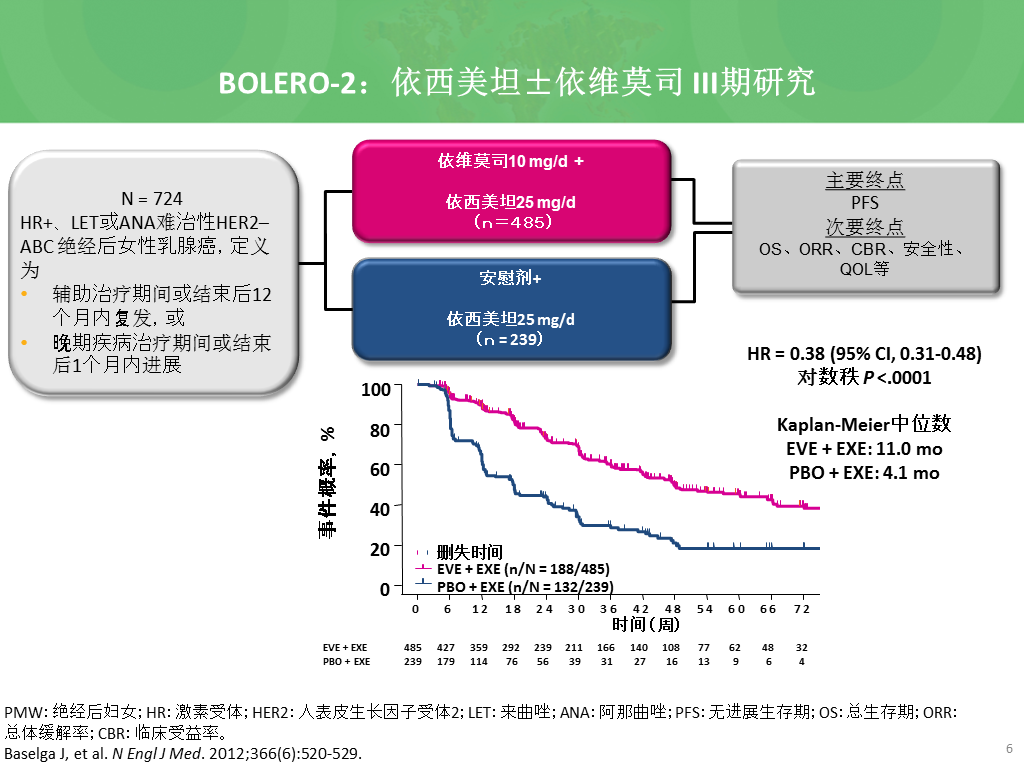 BOLERO-2：依西美坦±依维莫司 III期研究
N = 724
HR+、LET或ANA难治性HER2–
ABC 绝经后女性乳腺癌，定义
为
• 辅助治疗期间或结束后12
个月内复发，或
• 晚期疾病治疗期间或结束
后1个月内进展
依维莫司10 mg/d +
依西美坦25 mg/d
（n＝485）
安慰剂+
依西美坦25 mg/d
（n = 239）
主要终点
PFS
次要终点
OS、ORR、CBR、安全性、
QOL等
HR = 0.38 (95% CI, 0.31-0.48)
对数秩 P <.0001
Kaplan-Meier中位数
EVE + EXE: 11.0 mo
PBO + EXE: 4.1 mo
事件概率，%
100
80
60
40
20
0
删失时间
EVE + EXE (n/N = 188/485)
PBO + EXE (n/N = 132/239)
0 6 12 18 24 30 36 42 48 54 60 66 72
时间（周）
EVE + EXE 485 427 359 292 239 211 166 140 108 77 62 48 32
PBO + EXE 239 179 114 76 56 39 31 27 16 13 9 6 4
PMW：绝经后妇女；HR：激素受体；HER2：人表皮生长因子受体2；LET：来曲唑；ANA：阿那曲唑；PFS：无进展生存期；OS：总生存期；ORR：
总体缓解率；CBR：临床受益率。
Baselga J, et al. N Engl J Med. 2012;366(6):520-529.
6